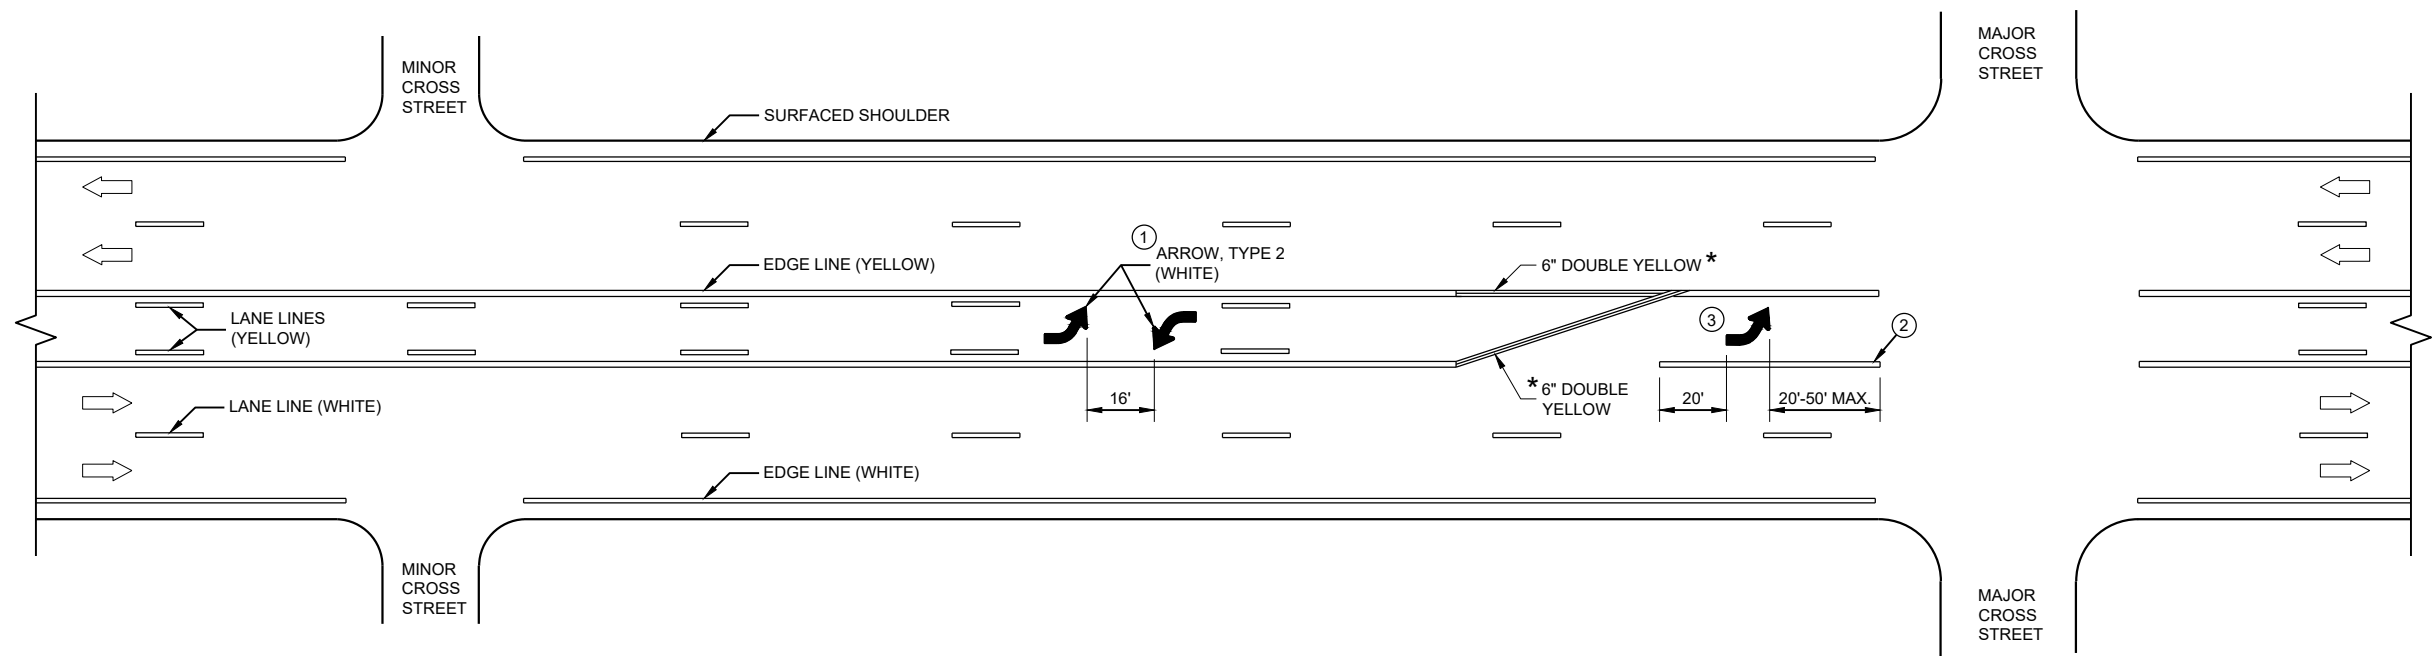 MINOR
CROSS
STREET
MAJOR
CROSS
STREET
SURFACED SHOULDER
1
ARROW, TYPE 2
(WHITE)
EDGE LINE (YELLOW)
6" DOUBLE YELLOW *
LANE LINES
(YELLOW)
3
2
16'
* 6" DOUBLE
YELLOW
20'
20'-50' MAX.
LANE LINE (WHITE)
EDGE LINE (WHITE)
MINOR
CROSS
STREET
MAJOR
CROSS
STREET